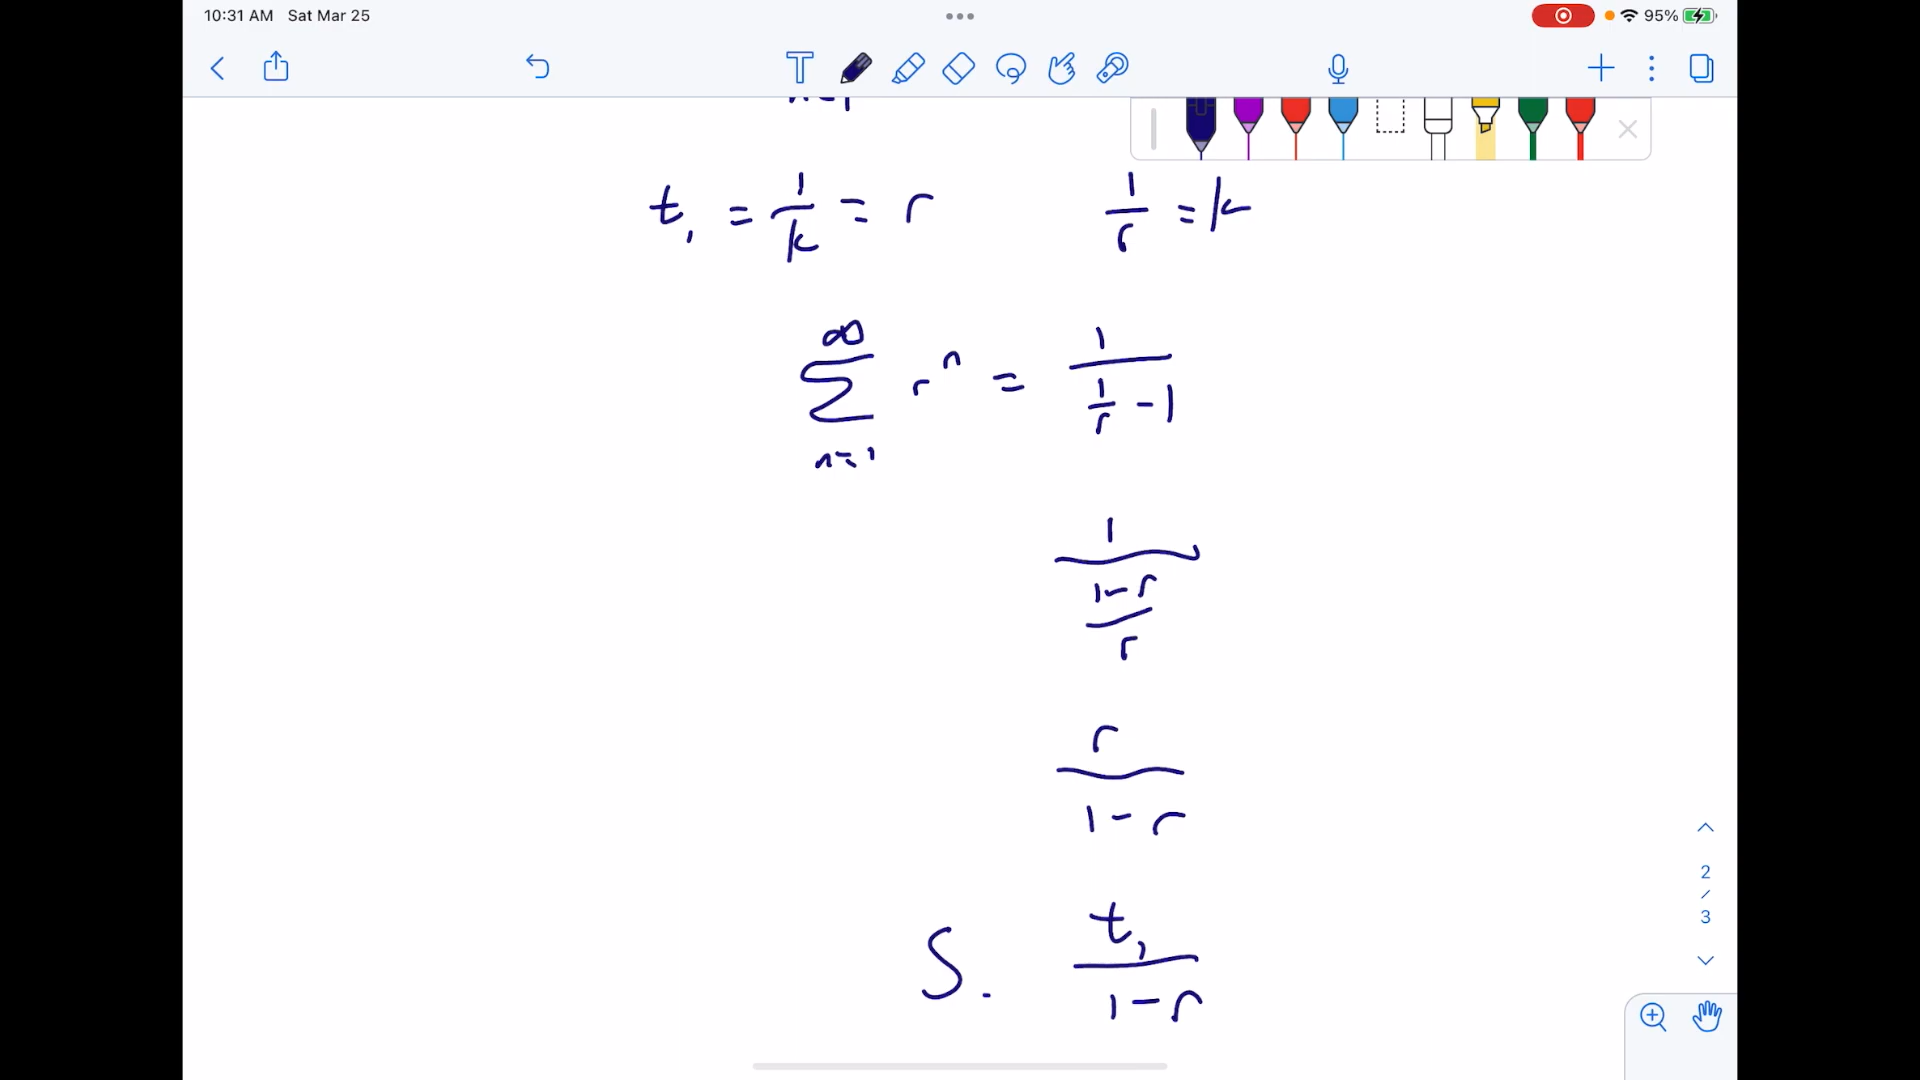 10:31 AM Sat Mar 25
95%
t₁ = 1/k = r
1/r = k
∞
∑ rⁿ = 1/(1/r - 1)
n=1
1/((1-r)/r)
r/(1-r)
S. t₁/(1-r)
2
/
3